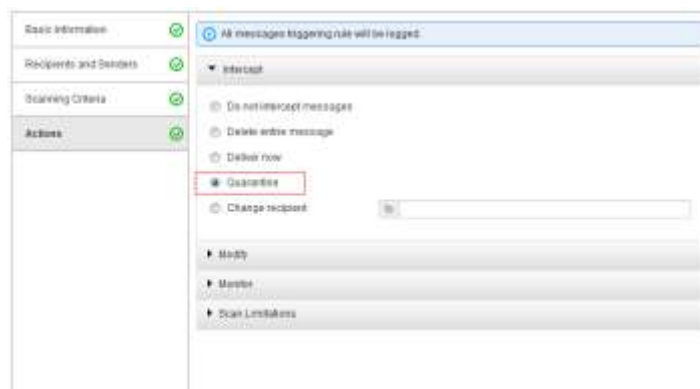 Basic Information
Recipients and Senders
Scanning Criteria
Actions
All messages triggering rule will be logged.
Intercept
Do not intercept messages
Delete entire message
Deliver now
Quarantine
Change recipient to
Modify
Monitor
Scan Limitations